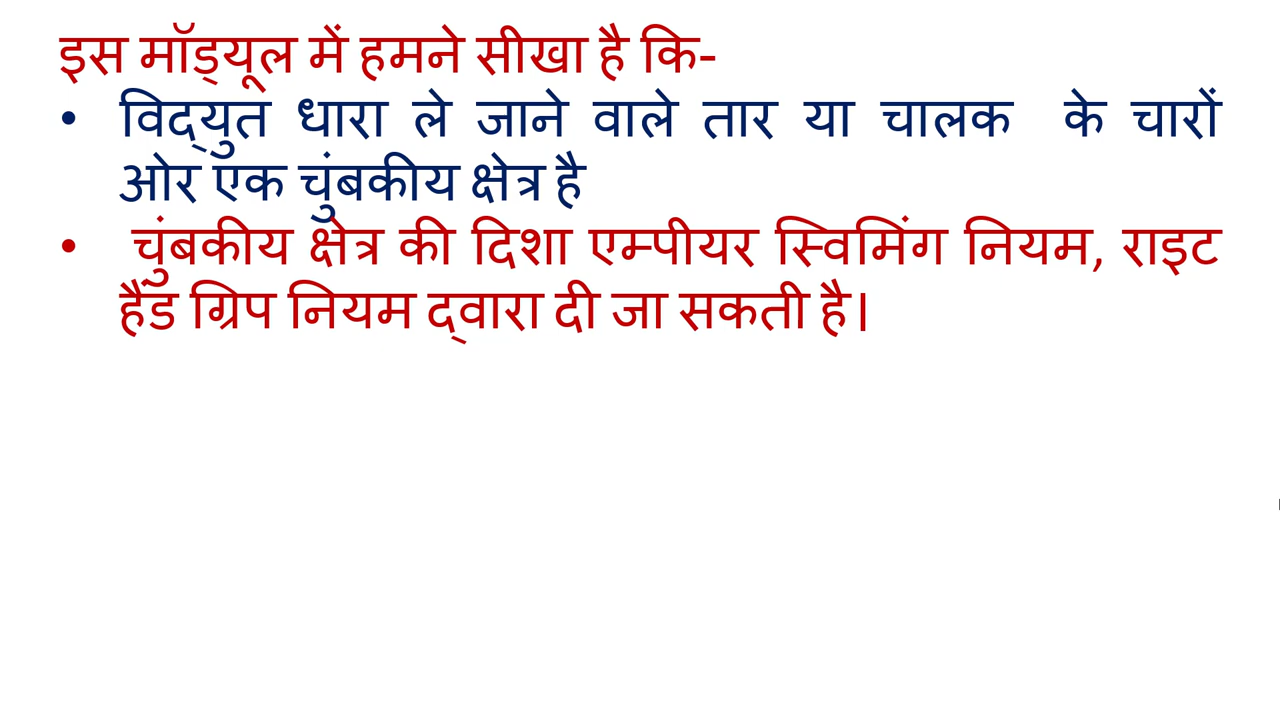 इस मॉड्यूल में हमने सीखा है कि-
• विद्युत धारा ले जाने वाले तार या चालक के चारों
ओर एक चुंबकीय क्षेत्र है
• चुंबकीय क्षेत्र की दिशा एम्पीयर स्विमिंग नियम, राइट
हैंड ग्रिप नियम द्वारा दी जा सकती है।